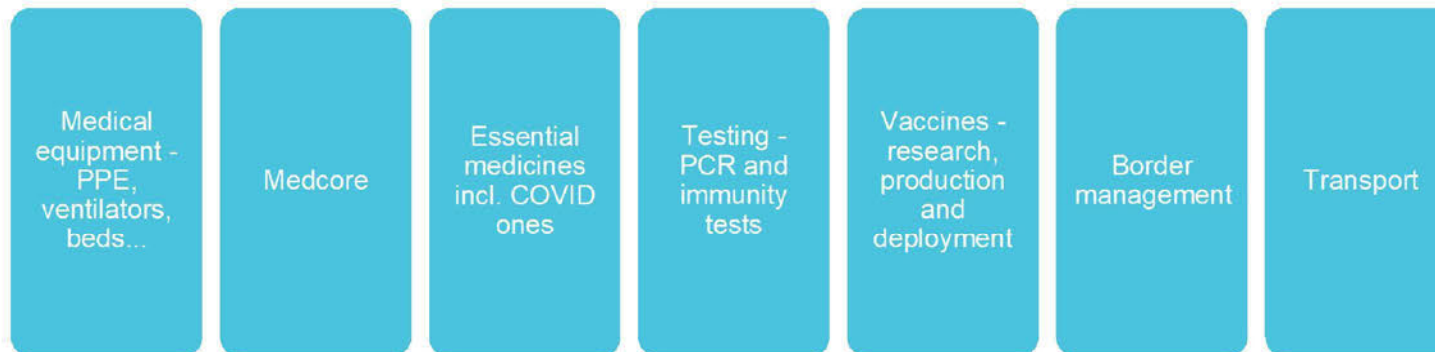 Medical
equipment -
PPE,
ventilators,
beds...
Medcore
Essential
medicines
incl. COVID
ones
Testing -
PCR and
immunity
tests
Vaccines -
research,
production
and
deployment
Border
management
Transport